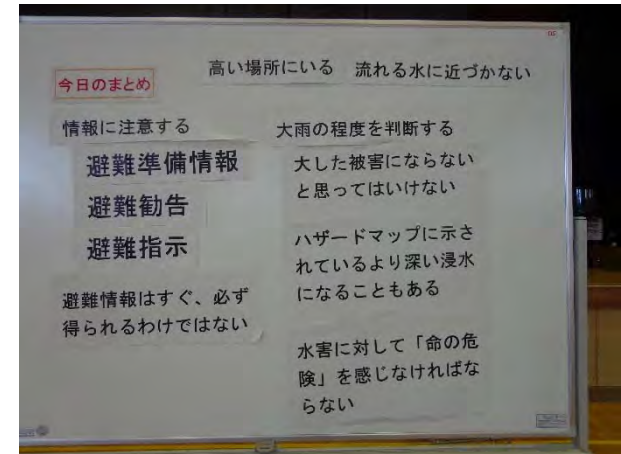 今日のまとめ
高い場所にいる 流れる水に近づかない
情報に注意する
避難準備情報
避難勧告
避難指示
避難情報はすぐ、必ず
得られるわけではない
大雨の程度を判断する
大した被害にならない
と思ってはいけない
ハザードマップに示さ
れているより深い浸水
になることもある
水害に対して「命の危
険」を感じなければな
らない